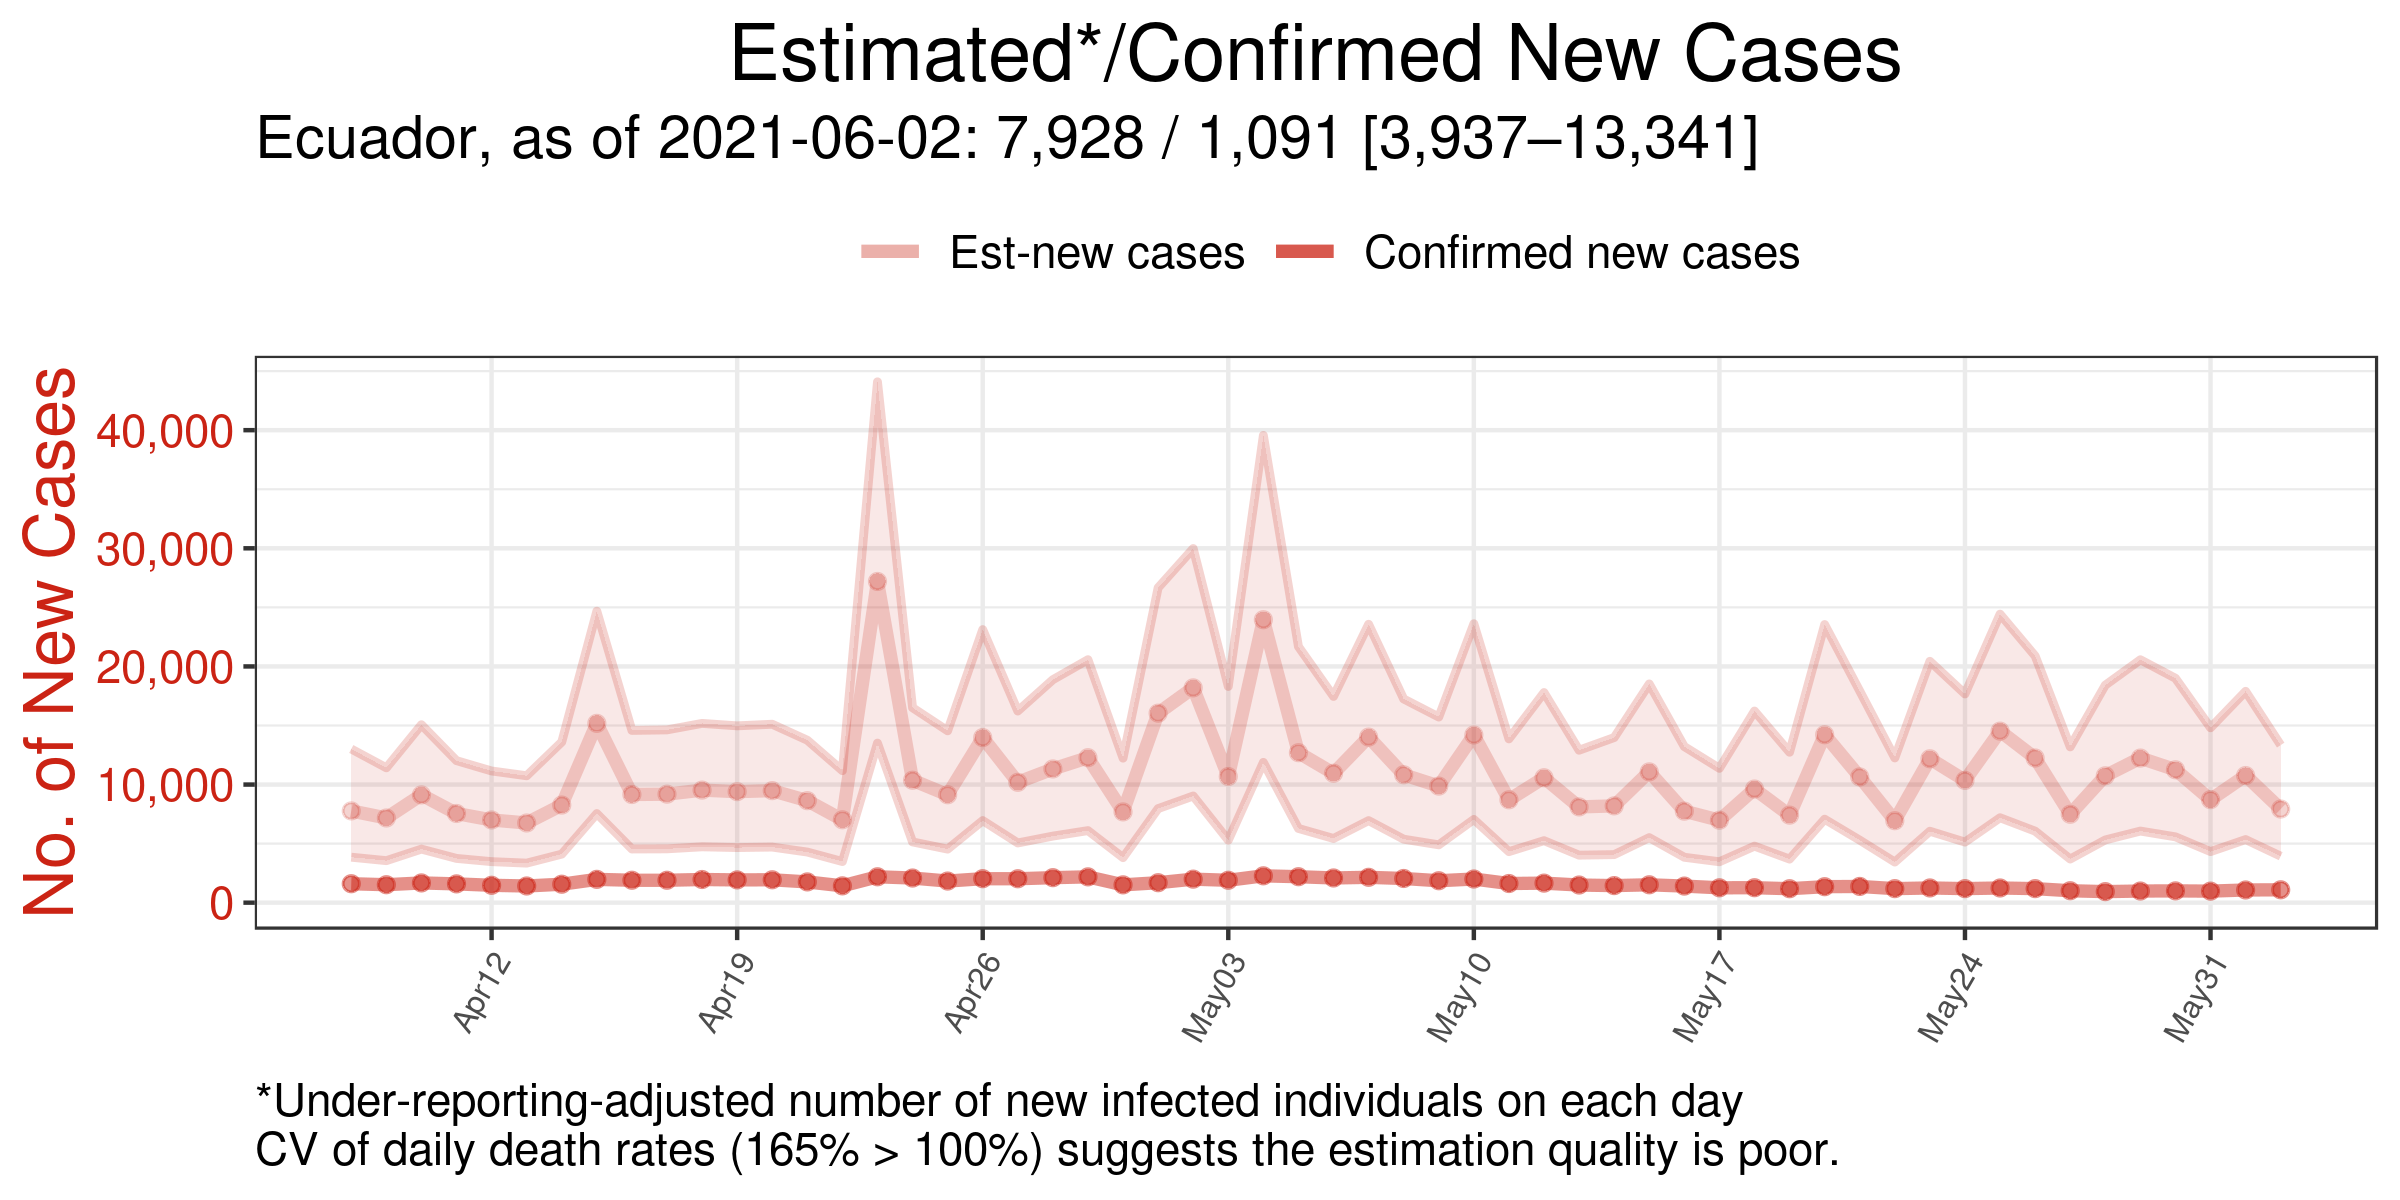 Estimated*/Confirmed New Cases
Ecuador, as of 2021-06-02: 7,928 / 1,091 [3,937–13,341]
Est-new cases
Confirmed new cases
No. of New Cases
40,000
30,000
20,000
10,000
0
Apr12
Apr19
Apr26
May03
May10
May17
May24
May31
*Under-reporting-adjusted number of new infected individuals on each day
CV of daily death rates (165% > 100%) suggests the estimation quality is poor.